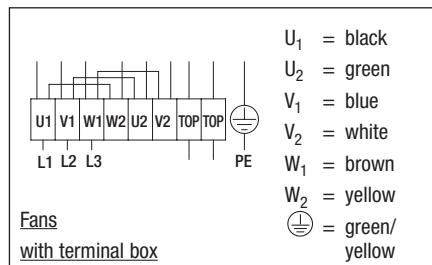 U1 V1 W1 W2 U2 V2 TOP TOP
L1 L2 L3 PE
Fans
with terminal box
U₁ = black
U₂ = green
V₁ = blue
V₂ = white
W₁ = brown
W₂ = yellow
⏚ = green/
yellow